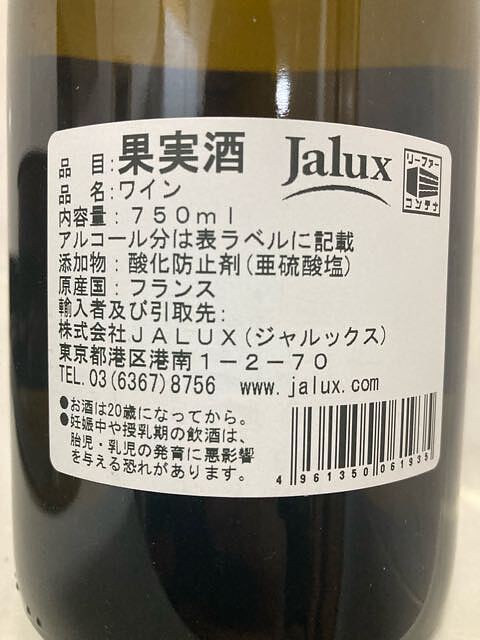 品目:果実酒
Jalux
リーファー
コンテナ
品名:ワイン
内容量:750ml
アルコール分は表ラベルに記載
添加物:酸化防止剤(亜硫酸塩)
原産国:フランス
輸入者及び引取先:
株式会社JALUX(ジャルックス)
東京都港区港南1-2-70
TEL.03(6367)8756 www.jalux.com
●お酒は20歳になってから。
●妊娠中や授乳期の飲酒は、
胎児・乳児の発育に悪影響
を与える恐れがあります。
4961350061935